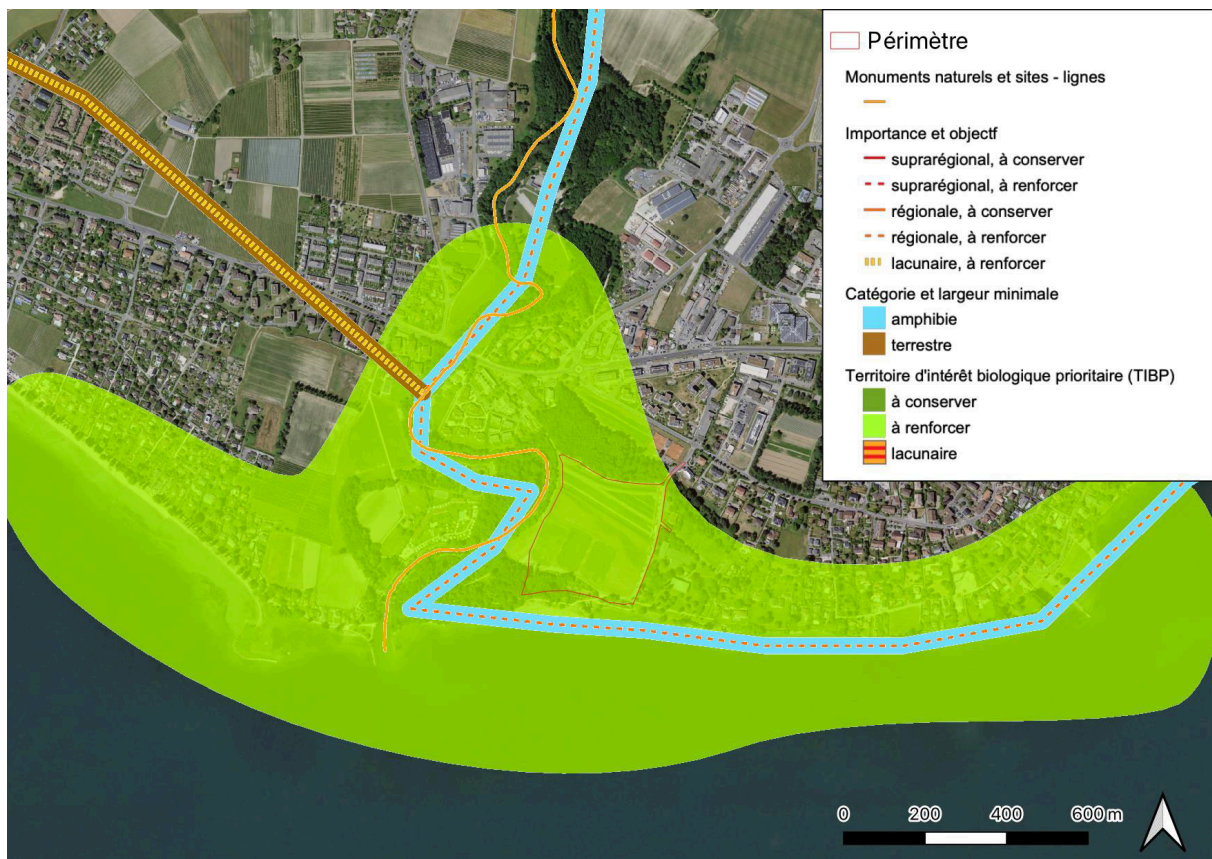 Périmètre
Monuments naturels et sites - lignes
Importance et objectf
suprarégional, à conserver
suprarégional, à renforcer
régionale, à conserver
régionale, à renforcer
lacunaire, à renforcer
Catégorie et largeur minimale
amphibie
terrestre
Territoire d'intérêt biologique prioritaire (TIBP)
à conserver
à renforcer
lacunaire
0 200 400 600 m